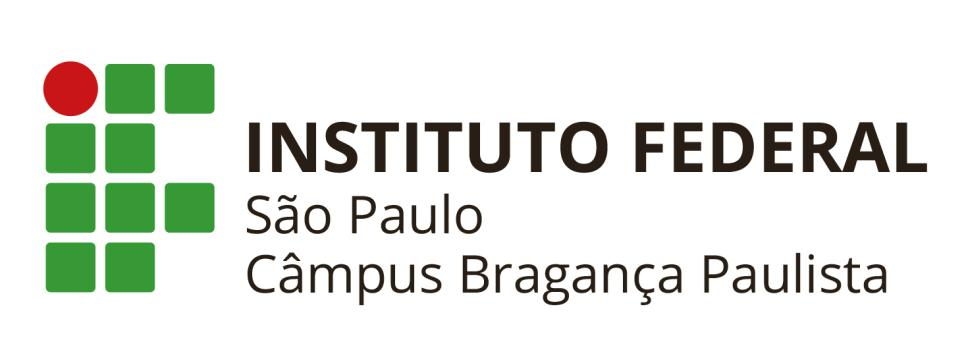 INSTITUTO FEDERAL
São Paulo
Câmpus Bragança Paulista